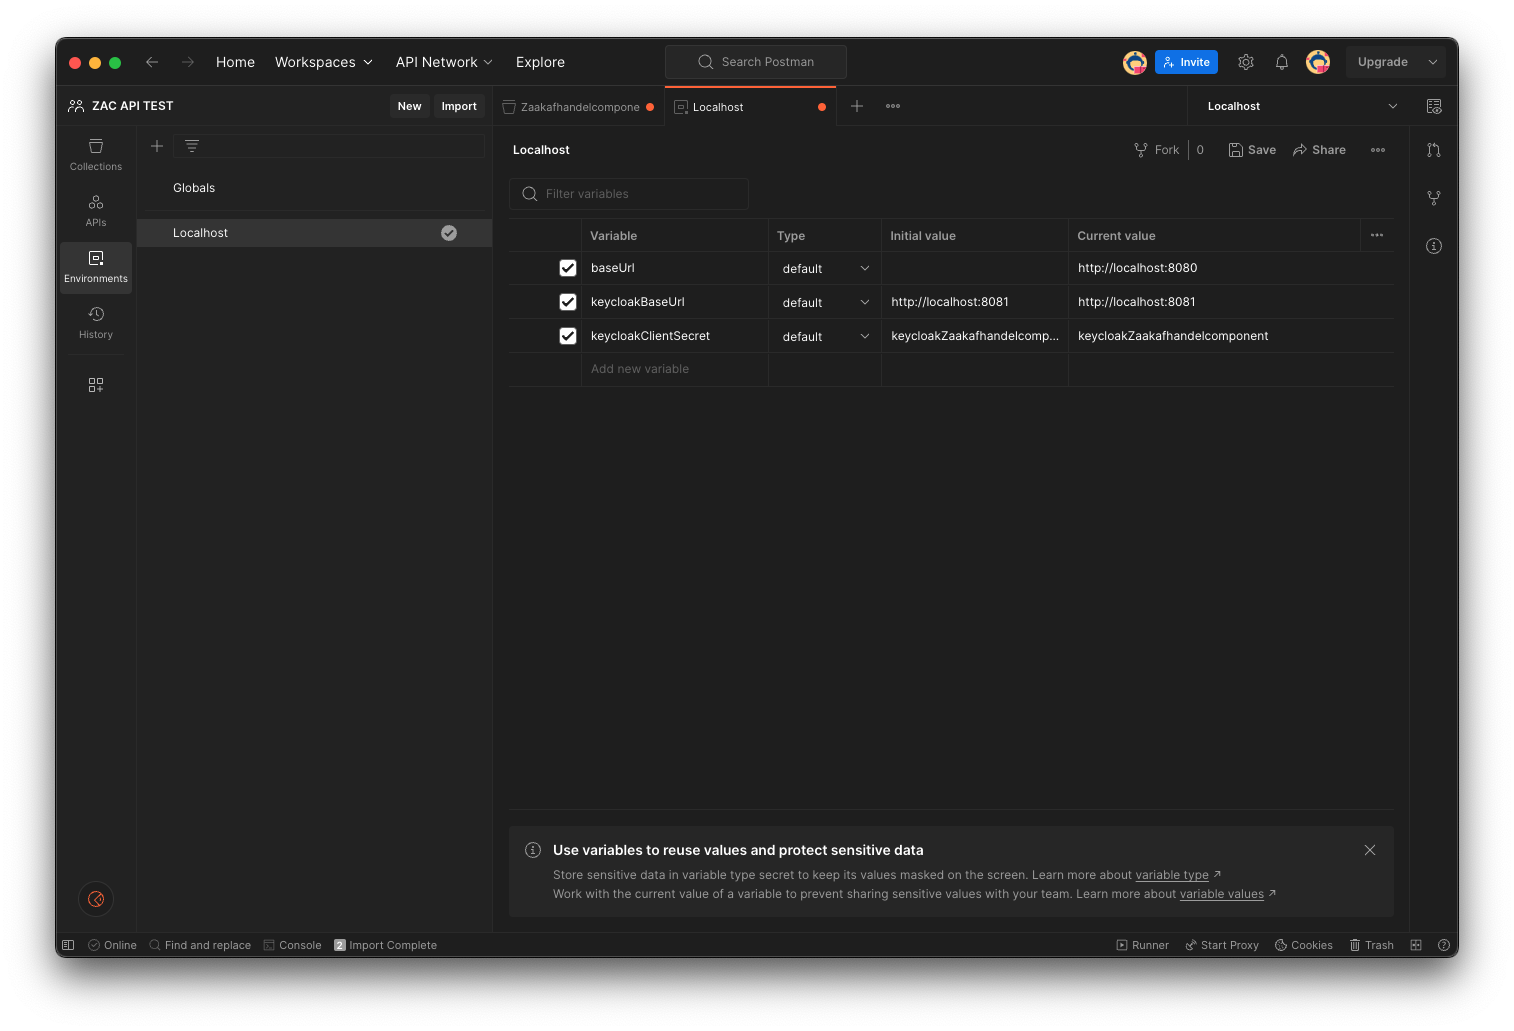 Home Workspaces API Network Explore Search Postman Invite Upgrade
ZAC API TEST New Import Zaakafhandelcompone Localhost Localhost
Collections
APIs
Environments
History
Globals
Localhost
Localhost Fork 0 Save Share
Filter variables
Variable Type Initial value Current value
baseUrl default http://localhost:8080
keycloakBaseUrl default http://localhost:8081 http://localhost:8081
keycloakClientSecret default keycloakZaakafhandelcomp... keycloakZaakafhandelcomponent
Add new variable
Use variables to reuse values and protect sensitive data
Store sensitive data in variable type secret to keep its values masked on the screen. Learn more about variable type ↗
Work with the current value of a variable to prevent sharing sensitive values with your team. Learn more about variable values ↗
Online Find and replace Console 2 Import Complete Runner Start Proxy Cookies Trash